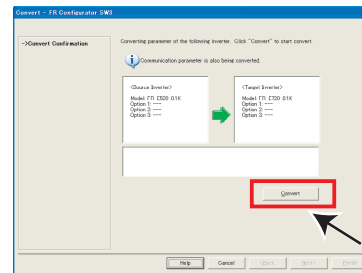 Convert - FR Configurator SW3
->Convert Confirmation
Converting parameter of the following inverter. Click "Convert" to start convert.
Communication parameter is also being converted.
<Source Inverter>
Model: FR E520 0.1K
Option 1: ---
Option 2: ---
Option 3: ---
<Target Inverter>
Model: FR E720 0.1K
Option 1: ---
Option 2: ---
Option 3: ---
Convert
Help
Cancel
<Back
Next>
Finish